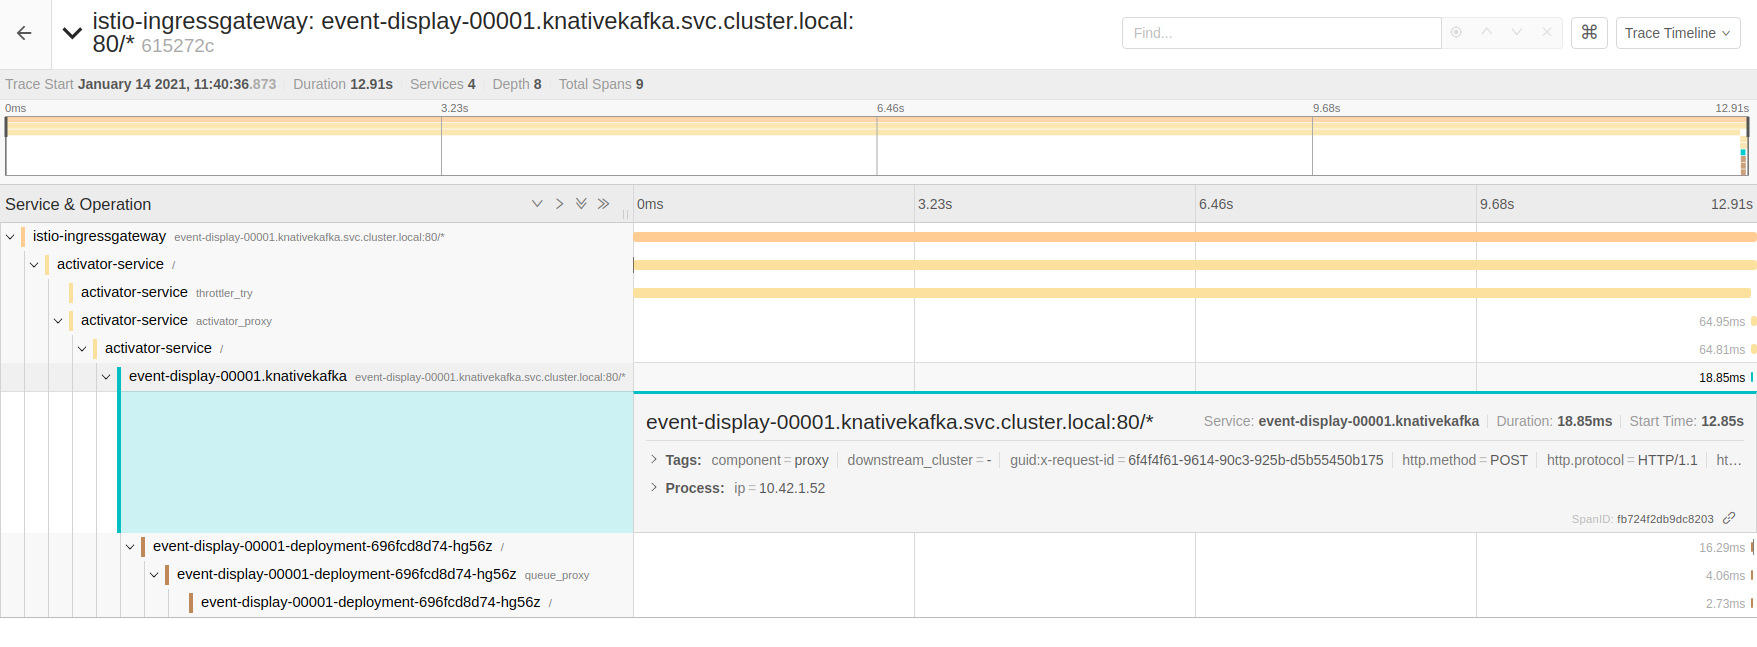 istio-ingressgateway: event-display-00001.knativekafka.svc.cluster.local:
80/* 615272c
Find...
⌘
Trace Timeline
Trace Start January 14 2021, 11:40:36.873 Duration 12.91s Services 4 Depth 8 Total Spans 9
0ms 3.23s 6.46s 9.68s 12.91s
Service & Operation 0ms 3.23s 6.46s 9.68s 12.91s
istio-ingressgateway event-display-00001.knativekafka.svc.cluster.local:80/*
activator-service /
activator-service throttler_try
activator-service activator_proxy 64.95ms
activator-service / 64.81ms
event-display-00001.knativekafka event-display-00001.knativekafka.svc.cluster.local:80/* 18.85ms
event-display-00001.knativekafka.svc.cluster.local:80/* Service: event-display-00001.knativekafka Duration: 18.85ms Start Time: 12.85s
Tags: component = proxy downstream_cluster = - guid:x-request-id = 6f4f4f61-9614-90c3-925b-d5b55450b175 http.method = POST http.protocol = HTTP/1.1 ht...
Process: ip = 10.42.1.52
SpanID: fb724f2db9dc8203
event-display-00001-deployment-696fcd8d74-hg56z / 16.29ms
event-display-00001-deployment-696fcd8d74-hg56z queue_proxy 4.06ms
event-display-00001-deployment-696fcd8d74-hg56z / 2.73ms